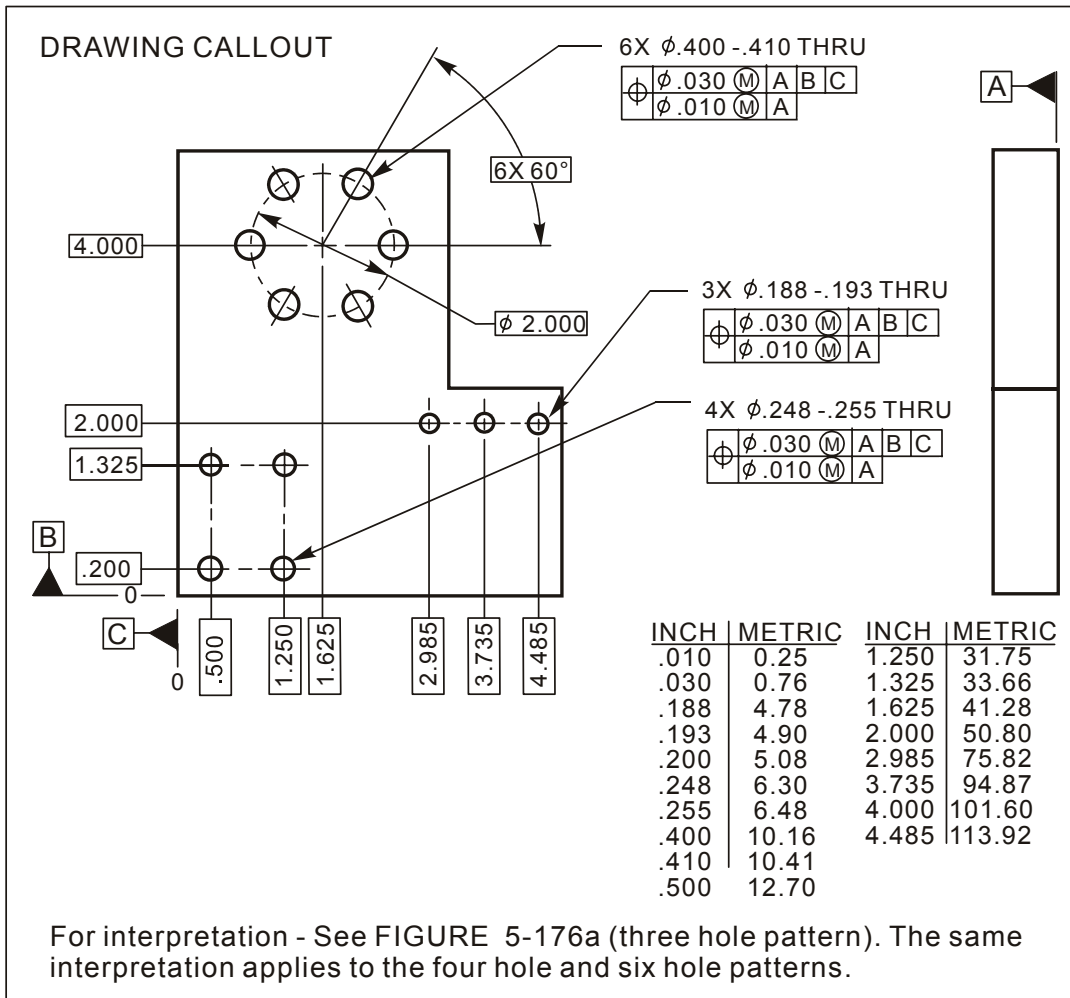 DRAWING CALLOUT
6X ⌀.400 -.410 THRU
⌖ ⌀.030 Ⓜ A B C
⌀.010 Ⓜ A
A
6X 60°
4.000
⌀ 2.000
3X ⌀.188 -.193 THRU
⌖ ⌀.030 Ⓜ A B C
⌀.010 Ⓜ A
2.000
4X ⌀.248 -.255 THRU
⌖ ⌀.030 Ⓜ A B C
⌀.010 Ⓜ A
1.325
B
.200
0
C
0
.500
1.250
1.625
2.985
3.735
4.485
INCH METRIC INCH METRIC
.010 0.25 1.250 31.75
.030 0.76 1.325 33.66
.188 4.78 1.625 41.28
.193 4.90 2.000 50.80
.200 5.08 2.985 75.82
.248 6.30 3.735 94.87
.255 6.48 4.000 101.60
.400 10.16 4.485 113.92
.410 10.41
.500 12.70
For interpretation - See FIGURE 5-176a (three hole pattern). The same
interpretation applies to the four hole and six hole patterns.